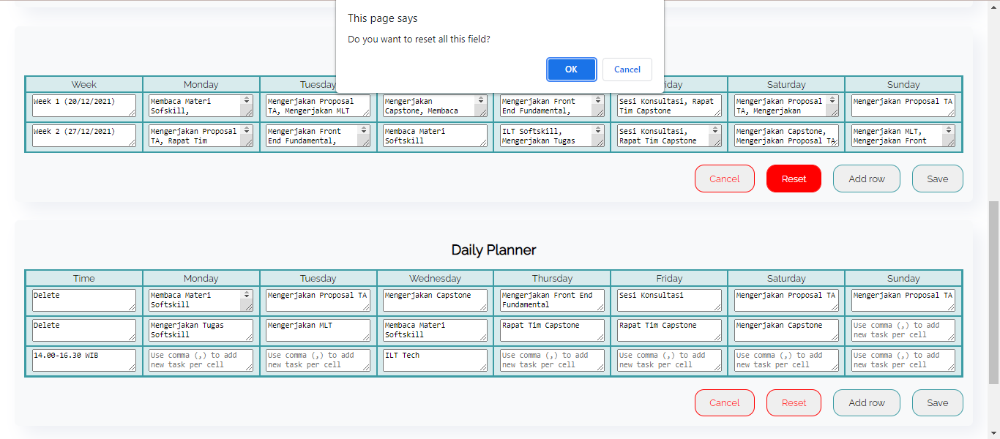 This page says
Do you want to reset all this field?
OK
Cancel
Week
Monday
Tuesday
iday
Saturday
Sunday
Week 1 (20/12/2021)
Membaca Materi
Sofskill,
Mengerjakan Proposal
TA, Mengerjakan MLT
Mengerjakan
Capstone, Membaca
Mengerjakan Front
End Fundamental,
Sesi Konsultasi, Rapat
Tim Capstone
Mengerjakan Proposal
TA, Mengerjakan
Mengerjakan Proposal TA
Week 2 (27/12/2021)
Mengerjakan Proposal
TA, Rapat Tim
Mengerjakan Front
End Fundamental,
Membaca Materi
Softskill
ILT Softskill,
Mengerjakan Tugas
Sesi Konsultasi,
Rapat Tim Capstone
Mengerjakan Capstone,
Mengerjakan Proposal TA
Mengerjakan MLT,
Mengerjakan Front
Cancel
Reset
Add row
Save
Daily Planner
Time
Monday
Tuesday
Wednesday
Thursday
Friday
Saturday
Sunday
Delete
Membaca Materi
Softskill
Mengerjakan Proposal TA
Mengerjakan Capstone
Mengerjakan Front End
Fundamental
Sesi Konsultasi
Mengerjakan Proposal TA
Mengerjakan Proposal TA
Delete
Mengerjakan Tugas
Softskill
Mengerjakan MLT
Membaca Materi
Softskill
Rapat Tim Capstone
Rapat Tim Capstone
Mengerjakan Capstone
Use comma (,) to add
new task per cell
14.00-16.30 WIB
Use comma (,) to add
new task per cell
Use comma (,) to add
new task per cell
ILT Tech
Use comma (,) to add
new task per cell
Use comma (,) to add
new task per cell
Use comma (,) to add
new task per cell
Use comma (,) to add
new task per cell
Cancel
Reset
Add row
Save